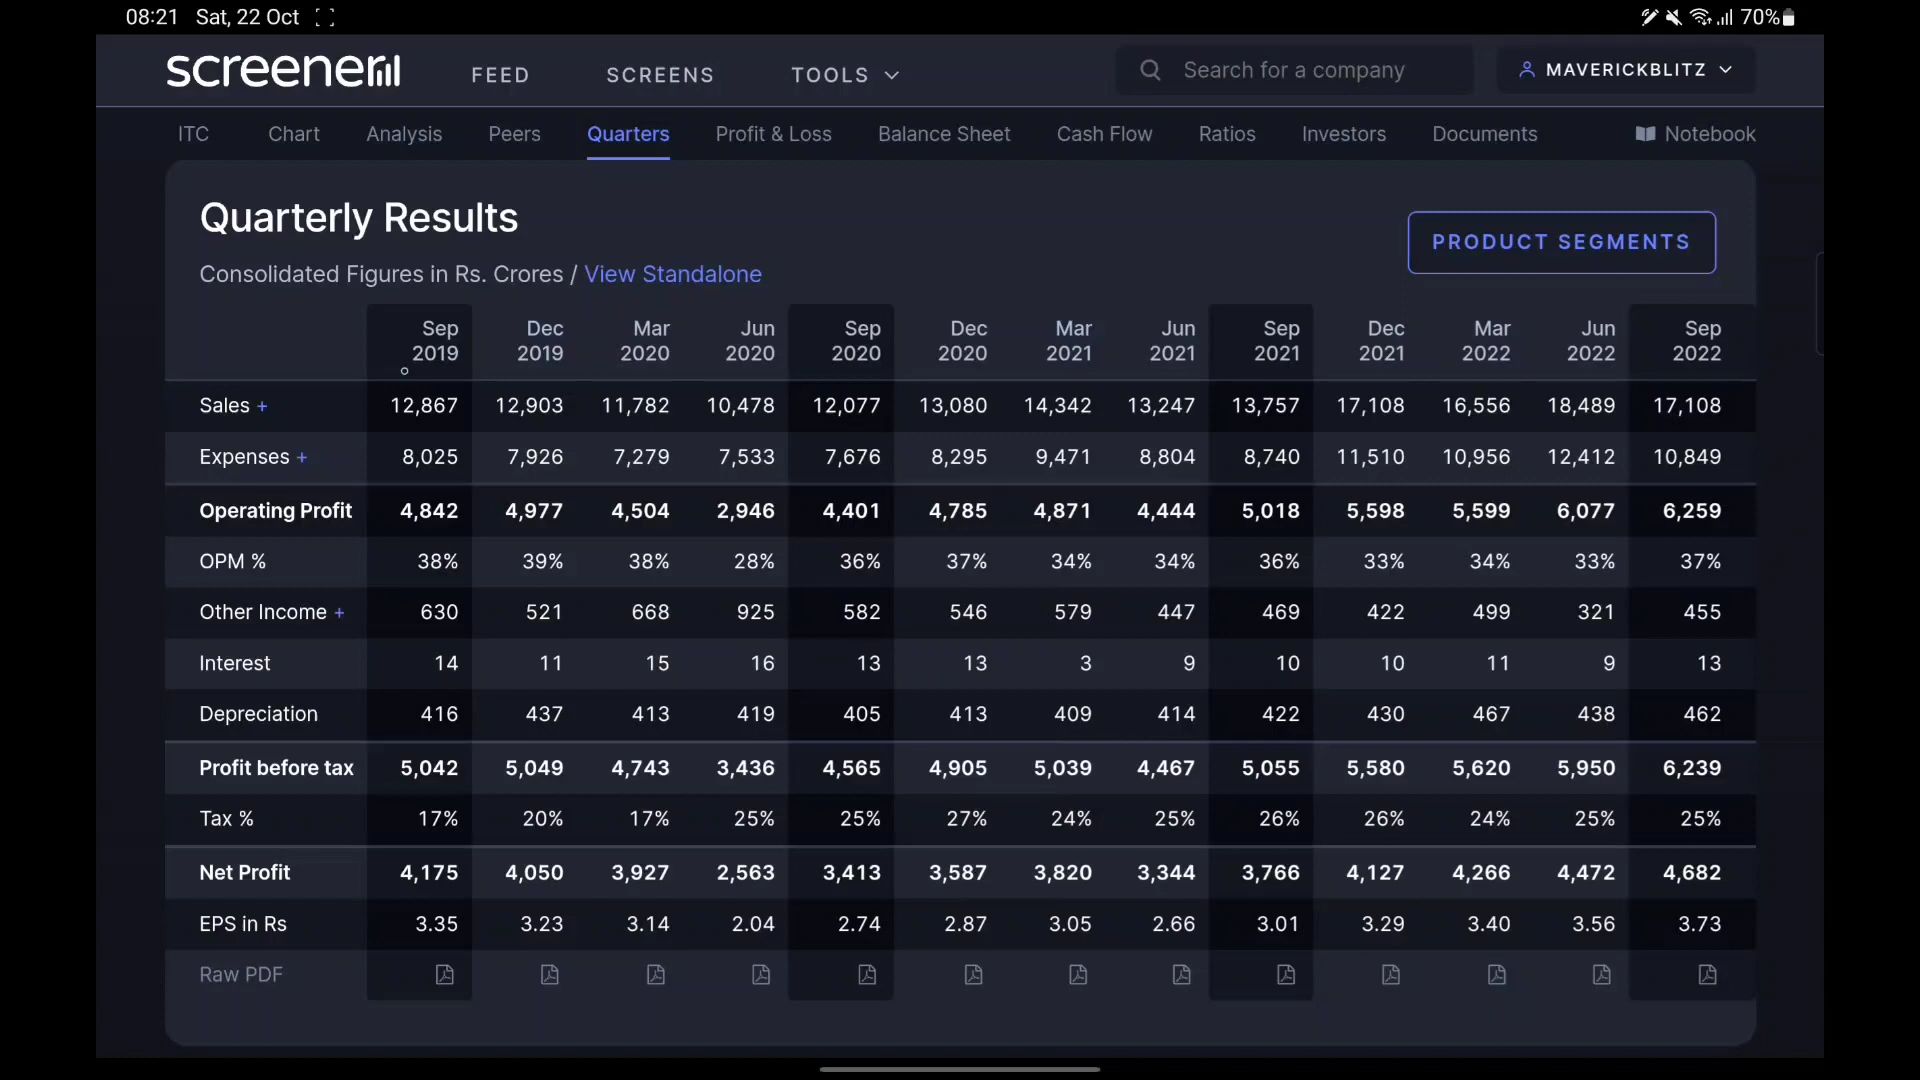 08:21 Sat, 22 Oct 70%
screener FEED SCREENS TOOLS Search for a company MAVERICKBLITZ
ITC Chart Analysis Peers Quarters Profit & Loss Balance Sheet Cash Flow Ratios Investors Documents Notebook
Quarterly Results
PRODUCT SEGMENTS
Consolidated Figures in Rs. Crores / View Standalone
Sep Dec Mar Jun Sep Dec Mar Jun Sep Dec Mar Jun Sep
2019 2019 2020 2020 2020 2020 2021 2021 2021 2021 2022 2022 2022
Sales + 12,867 12,903 11,782 10,478 12,077 13,080 14,342 13,247 13,757 17,108 16,556 18,489 17,108
Expenses + 8,025 7,926 7,279 7,533 7,676 8,295 9,471 8,804 8,740 11,510 10,956 12,412 10,849
Operating Profit 4,842 4,977 4,504 2,946 4,401 4,785 4,871 4,444 5,018 5,598 5,599 6,077 6,259
OPM % 38% 39% 38% 28% 36% 37% 34% 34% 36% 33% 34% 33% 37%
Other Income + 630 521 668 925 582 546 579 447 469 422 499 321 455
Interest 14 11 15 16 13 13 3 9 10 10 11 9 13
Depreciation 416 437 413 419 405 413 409 414 422 430 467 438 462
Profit before tax 5,042 5,049 4,743 3,436 4,565 4,905 5,039 4,467 5,055 5,580 5,620 5,950 6,239
Tax % 17% 20% 17% 25% 25% 27% 24% 25% 26% 26% 24% 25% 25%
Net Profit 4,175 4,050 3,927 2,563 3,413 3,587 3,820 3,344 3,766 4,127 4,266 4,472 4,682
EPS in Rs 3.35 3.23 3.14 2.04 2.74 2.87 3.05 2.66 3.01 3.29 3.40 3.56 3.73
Raw PDF